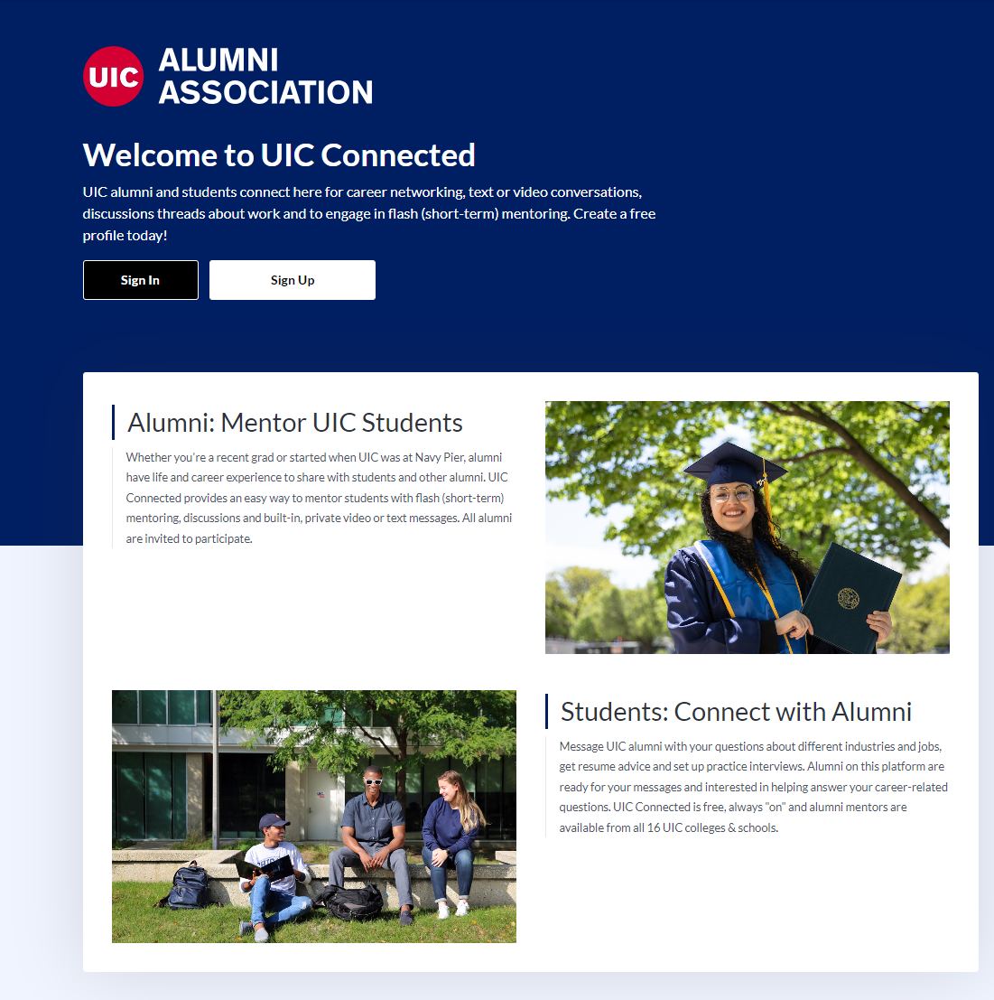 UIC
ALUMNI
ASSOCIATION
Welcome to UIC Connected
UIC alumni and students connect here for career networking, text or video conversations,
discussions threads about work and to engage in flash (short-term) mentoring. Create a free
profile today!
Sign In
Sign Up
Alumni: Mentor UIC Students
Whether you're a recent grad or started when UIC was at Navy Pier, alumni
have life and career experience to share with students and other alumni. UIC
Connected provides an easy way to mentor students with flash (short-term)
mentoring, discussions and built-in, private video or text messages. All alumni
are invited to participate.
Students: Connect with Alumni
Message UIC alumni with your questions about different industries and jobs,
get resume advice and set up practice interviews. Alumni on this platform are
ready for your messages and interested in helping answer your career-related
questions. UIC Connected is free, always "on" and alumni mentors are
available from all 16 UIC colleges & schools.